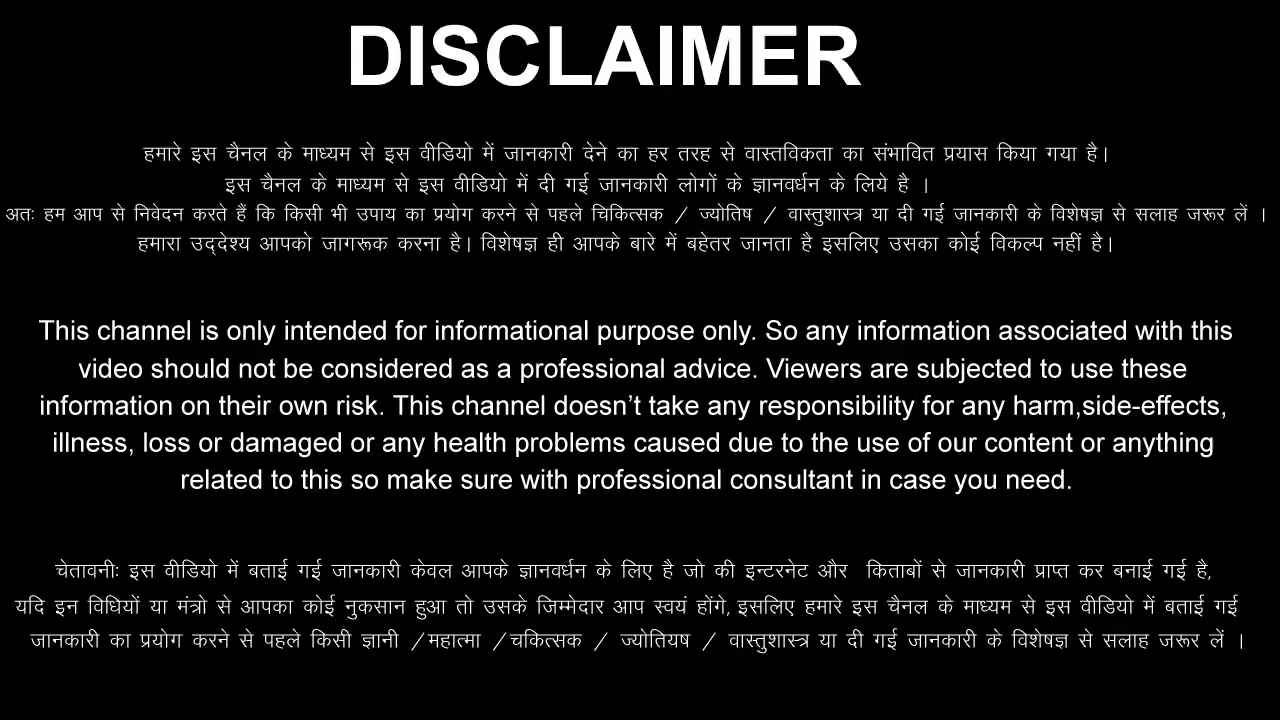 DISCLAIMER
हमारे इस चैनल के माध्यम से इस वीडियो में जानकारी देने का हर तरह से वास्तविकता का संभावित प्रयास किया गया है।
इस चैनल के माध्यम से इस वीडियो में दी गई जानकारी लोगों के ज्ञानवर्धन के लिये है ।
अतः हम आप से निवेदन करते हैं कि किसी भी उपाय का प्रयोग करने से पहले चिकित्सक / ज्योतिष / वास्तुशास्त्र या दी गई जानकारी के विशेषज्ञ से सलाह जरूर लें ।
हमारा उद्देश्य आपको जागरूक करना है। विशेषज्ञ ही आपके बारे में बहेतर जानता है इसलिए उसका कोई विकल्प नहीं है।
This channel is only intended for informational purpose only. So any information associated with this
video should not be considered as a professional advice. Viewers are subjected to use these
information on their own risk. This channel doesn’t take any responsibility for any harm,side-effects,
illness, loss or damaged or any health problems caused due to the use of our content or anything
related to this so make sure with professional consultant in case you need.
चेतावनीः इस वीडियो में बताई गई जानकारी केवल आपके ज्ञानवर्धन के लिए है जो की इन्टरनेट और किताबों से जानकारी प्राप्त कर बनाई गई है,
यदि इन विधियों या मंत्रो से आपका कोई नुकसान हुआ तो उसके जिम्मेदार आप स्वयं होंगे, इसलिए हमारे इस चैनल के माध्यम से इस वीडियो में बताई गई
जानकारी का प्रयोग करने से पहले किसी ज्ञानी /महात्मा /चकित्सक / ज्योतियष / वास्तुशास्त्र या दी गई जानकारी के विशेषज्ञ से सलाह जरूर लें ।